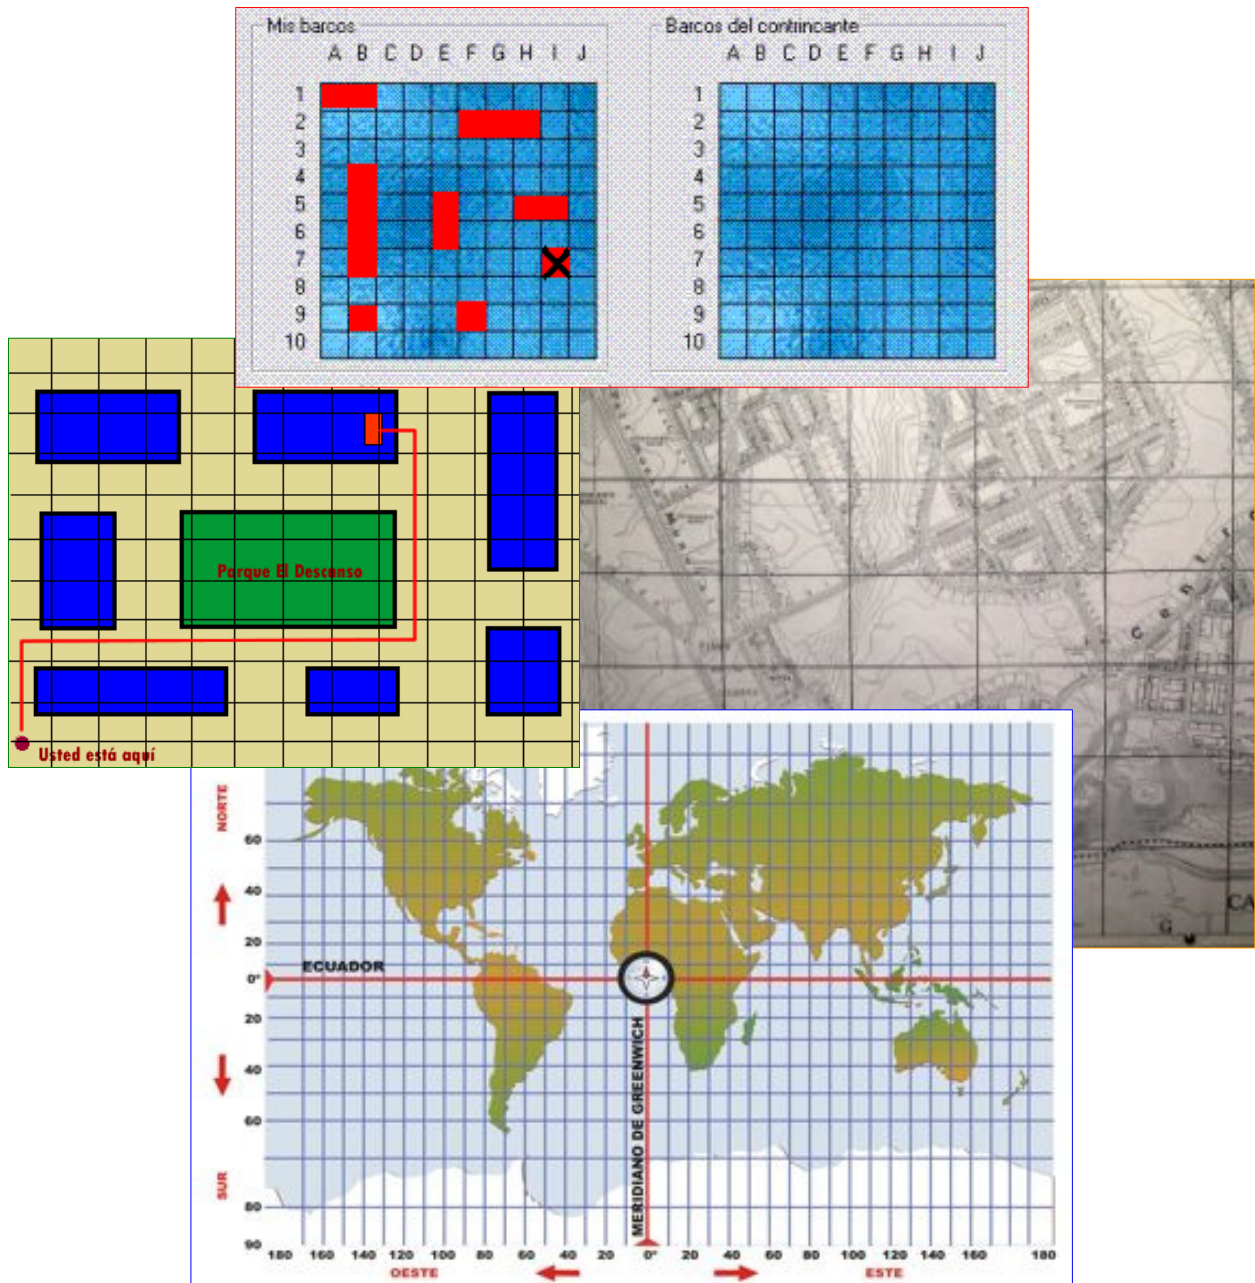 Mis barcos
A B C D E F G H I J
1
2
3
4
5
6
7
8
9
10
Barcos del contrincante
A B C D E F G H I J
1
2
3
4
5
6
7
8
9
10
Parque El Descanso
Usted está aquí
Centro
CA
G
NORTE
60
40
20
0°
20
40
60
80
90
SUR
ECUADOR
MERIDIANO DE GREENWICH
180 160 140 120 100 80 60 40 20 0° 20 40 60 80 100 120 140 160 180
OESTE
ESTE